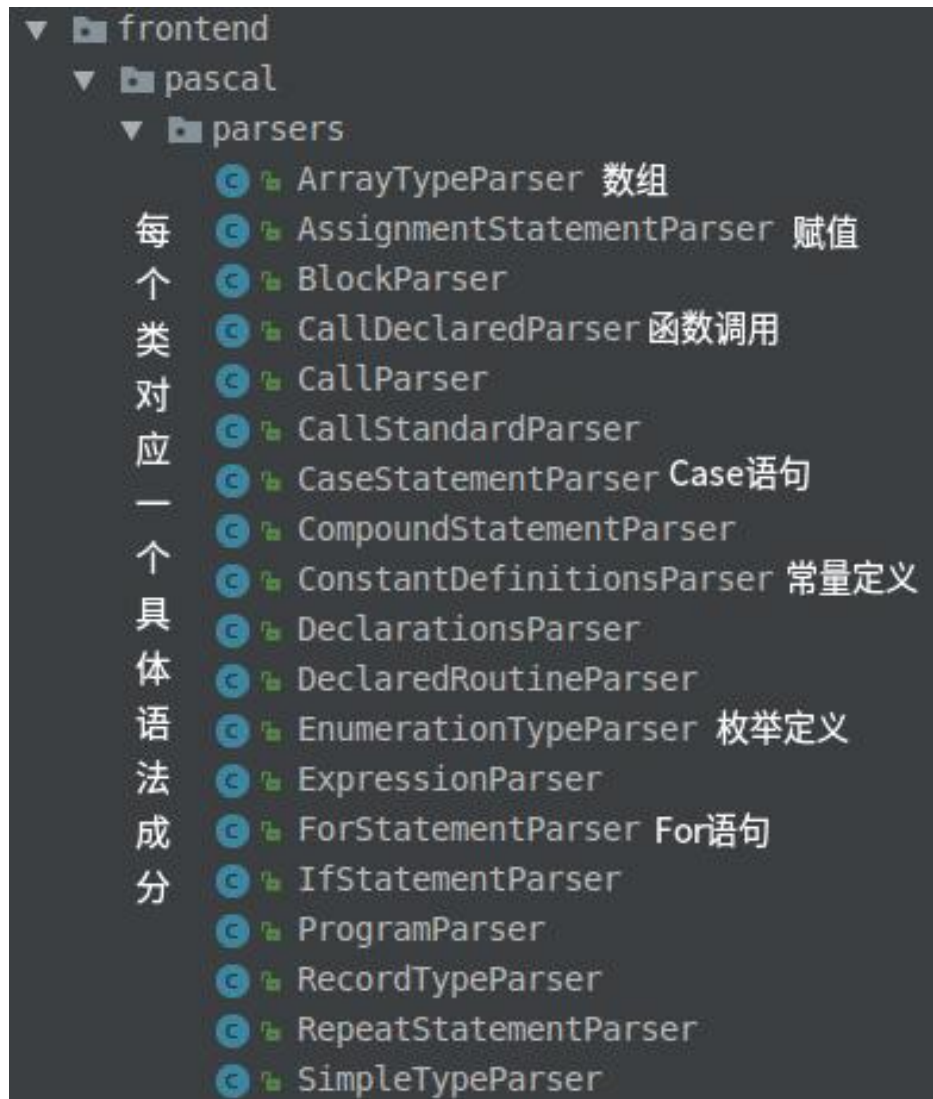 frontend
pascal
parsers
ArrayTypeParser 数组
AssignmentStatementParser 赋值
BlockParser
CallDeclaredParser 函数调用
CallParser
CallStandardParser
CaseStatementParser Case语句
CompoundStatementParser
ConstantDefinitionsParser 常量定义
DeclarationsParser
DeclaredRoutineParser
EnumerationTypeParser 枚举定义
ExpressionParser
ForStatementParser For语句
IfStatementParser
ProgramParser
RecordTypeParser
RepeatStatementParser
SimpleTypeParser
每个类对应一个具体语法成分